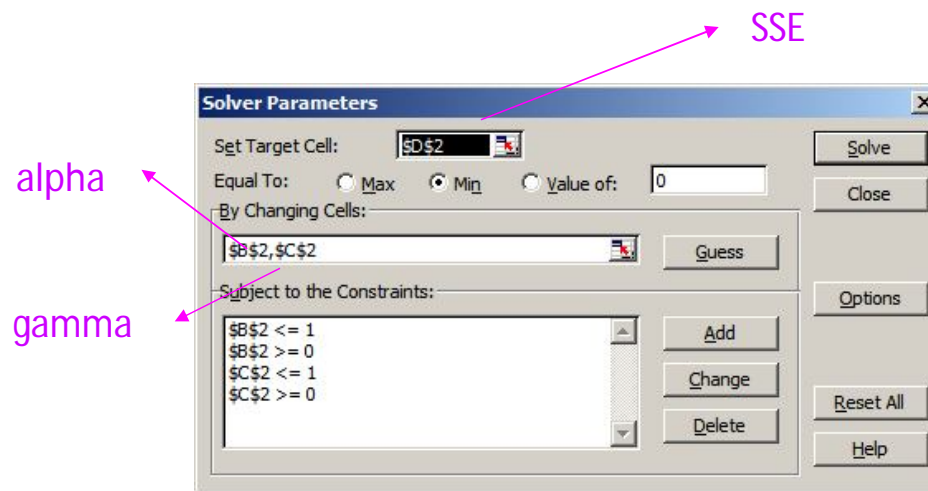 SSE
Solver Parameters
Set Target Cell: $D$2
Solve
Equal To: Max Min Value of: 0
Close
alpha
By Changing Cells:
$B$2,$C$2
Guess
Subject to the Constraints:
Options
gamma
$B$2 <= 1
$B$2 >= 0
$C$2 <= 1
$C$2 >= 0
Add
Change
Delete
Reset All
Help